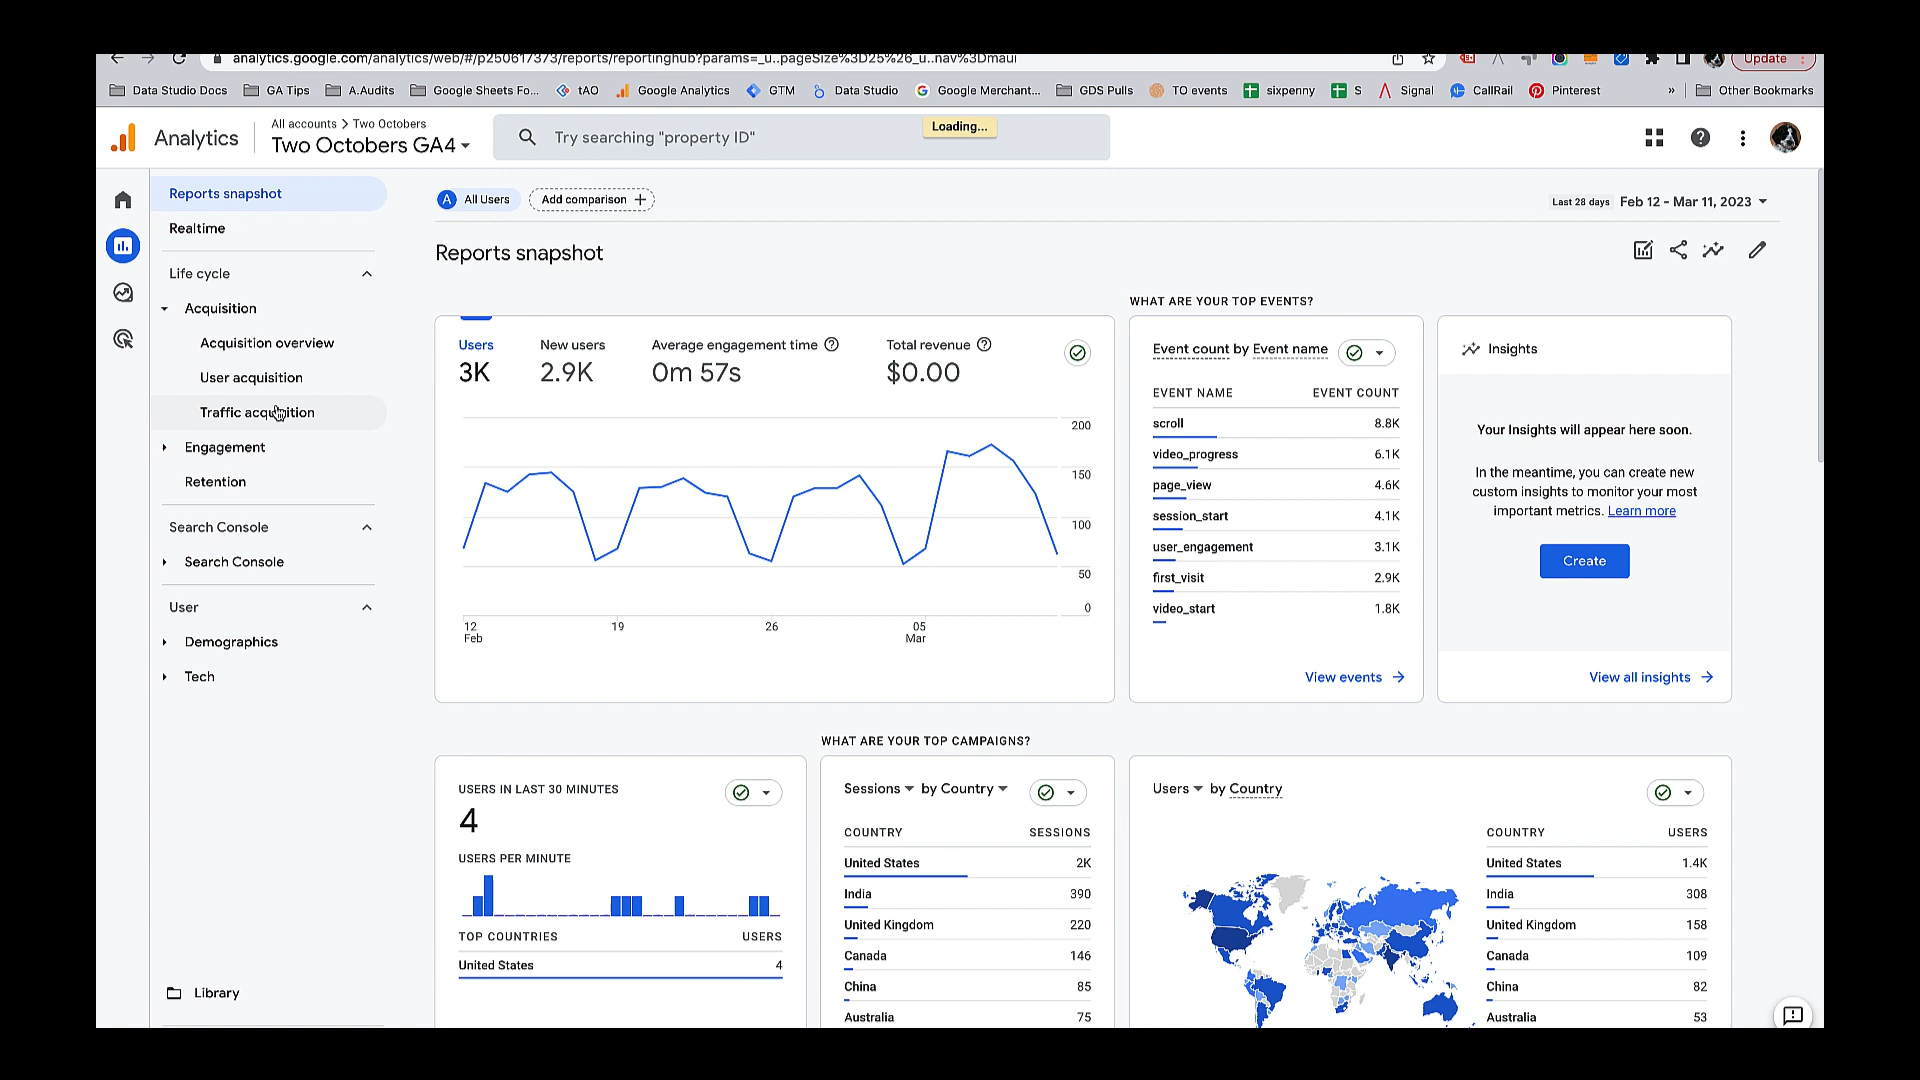 analytics.google.com/analytics/web/#/p250617373/reports/reportinghub?params=_u..pageSize%3D25%26_u..nav%3Dmaui
Update
Data Studio Docs
GA Tips
A.Audits
Google Sheets Fo...
tAO
Google Analytics
GTM
Data Studio
Google Merchant...
GDS Pulls
TO events
sixpenny
S
Signal
CallRail
Pinterest
»
Other Bookmarks
Analytics
All accounts > Two Octobers
Two Octobers GA4
Try searching "property ID"
Loading...
Reports snapshot
Realtime
Life cycle
Acquisition
Acquisition overview
User acquisition
Traffic acquisition
Engagement
Retention
Search Console
Search Console
User
Demographics
Tech
Library
A All Users
Add comparison +
Last 28 days Feb 12 - Mar 11, 2023
Reports snapshot
Users
3K
New users
2.9K
Average engagement time
0m 57s
Total revenue
$0.00
200
150
100
50
0
12
Feb
19
26
05
Mar
WHAT ARE YOUR TOP EVENTS?
Event count by Event name
EVENT NAME EVENT COUNT
scroll 8.8K
video_progress 6.1K
page_view 4.6K
session_start 4.1K
user_engagement 3.1K
first_visit 2.9K
video_start 1.8K
View events
Insights
Your Insights will appear here soon.
In the meantime, you can create new
custom insights to monitor your most
important metrics. Learn more
Create
View all insights
USERS IN LAST 30 MINUTES
4
USERS PER MINUTE
TOP COUNTRIES USERS
United States 4
WHAT ARE YOUR TOP CAMPAIGNS?
Sessions by Country
COUNTRY SESSIONS
United States 2K
India 390
United Kingdom 220
Canada 146
China 85
Australia 75
Users by Country
COUNTRY USERS
United States 1.4K
India 308
United Kingdom 158
Canada 109
China 82
Australia 53